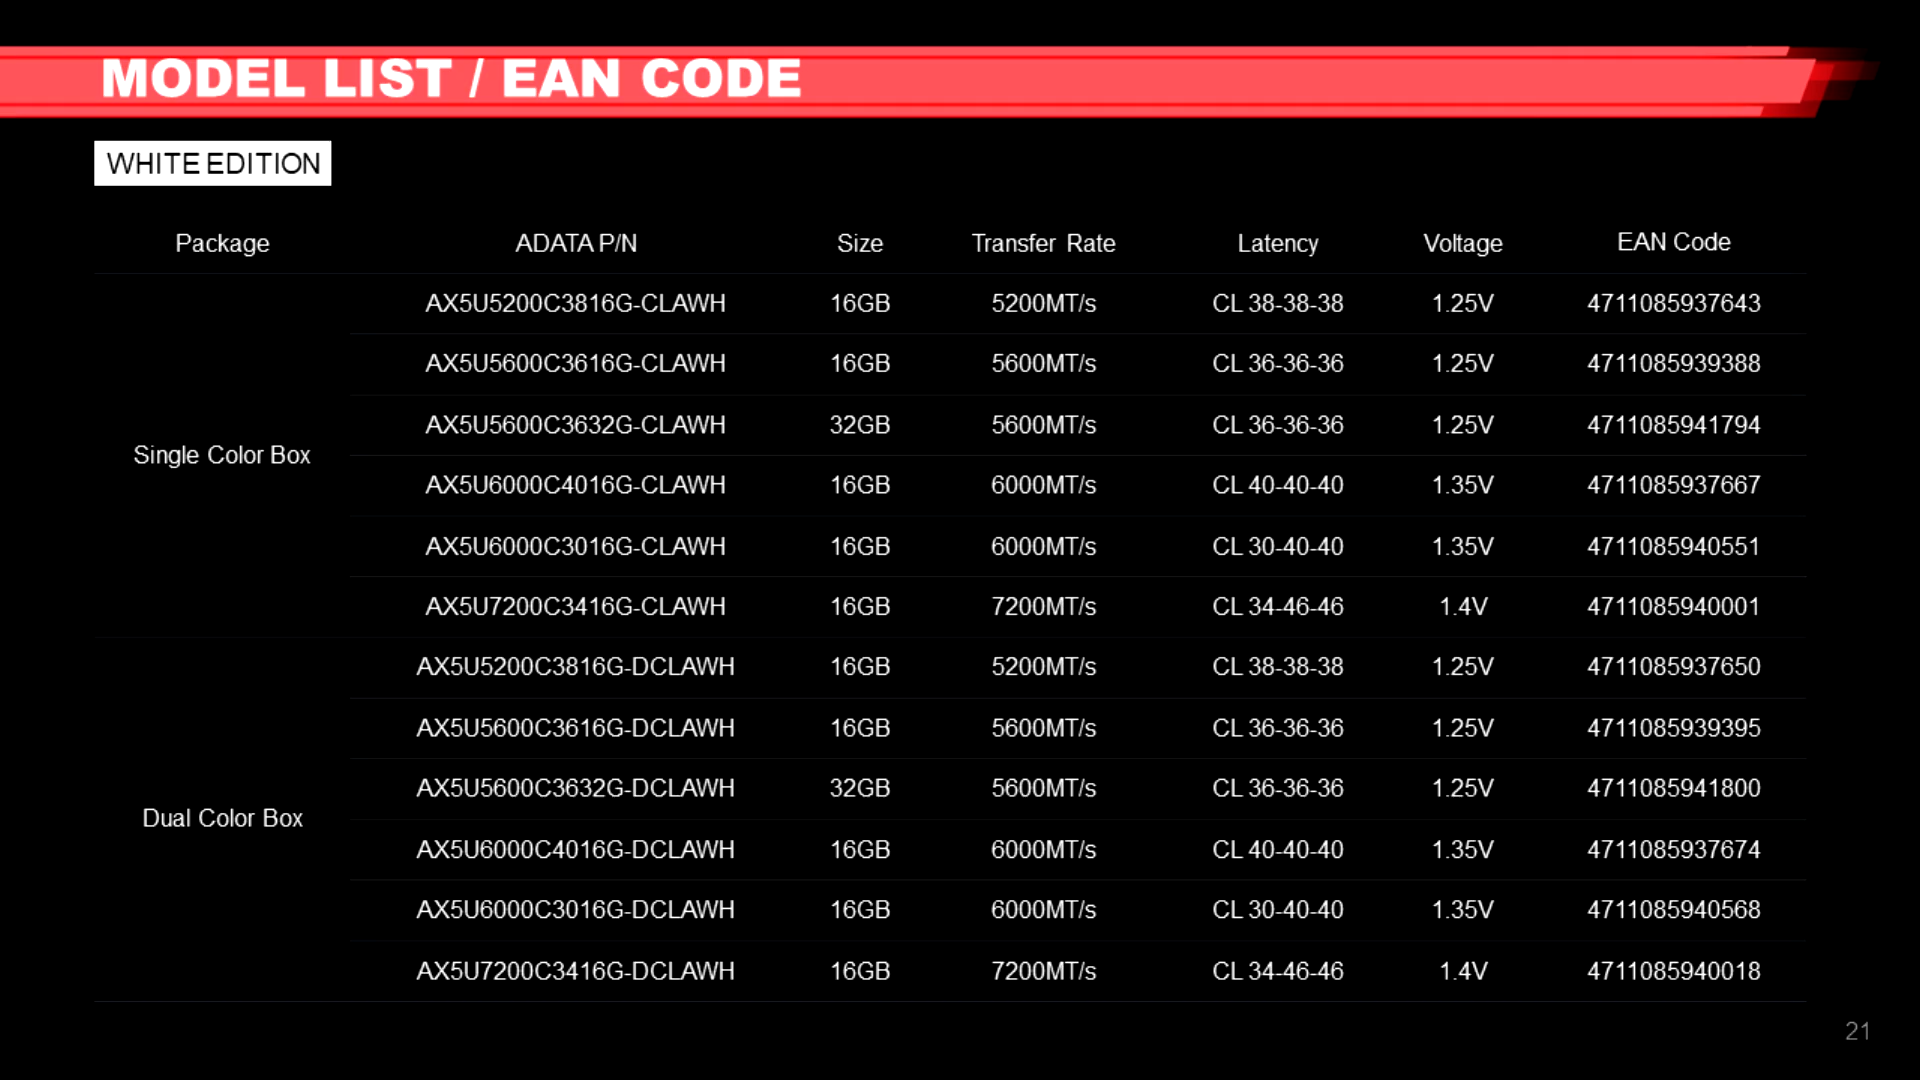 MODEL LIST / EAN CODE
WHITE EDITION
Package ADATA P/N Size Transfer Rate Latency Voltage EAN Code
AX5U5200C3816G-CLAWH 16GB 5200MT/s CL 38-38-38 1.25V 4711085937643
AX5U5600C3616G-CLAWH 16GB 5600MT/s CL 36-36-36 1.25V 4711085939388
AX5U5600C3632G-CLAWH 32GB 5600MT/s CL 36-36-36 1.25V 4711085941794
Single Color Box
AX5U6000C4016G-CLAWH 16GB 6000MT/s CL 40-40-40 1.35V 4711085937667
AX5U6000C3016G-CLAWH 16GB 6000MT/s CL 30-40-40 1.35V 4711085940551
AX5U7200C3416G-CLAWH 16GB 7200MT/s CL 34-46-46 1.4V 4711085940001
AX5U5200C3816G-DCLAWH 16GB 5200MT/s CL 38-38-38 1.25V 4711085937650
AX5U5600C3616G-DCLAWH 16GB 5600MT/s CL 36-36-36 1.25V 4711085939395
AX5U5600C3632G-DCLAWH 32GB 5600MT/s CL 36-36-36 1.25V 4711085941800
Dual Color Box
AX5U6000C4016G-DCLAWH 16GB 6000MT/s CL 40-40-40 1.35V 4711085937674
AX5U6000C3016G-DCLAWH 16GB 6000MT/s CL 30-40-40 1.35V 4711085940568
AX5U7200C3416G-DCLAWH 16GB 7200MT/s CL 34-46-46 1.4V 4711085940018
21